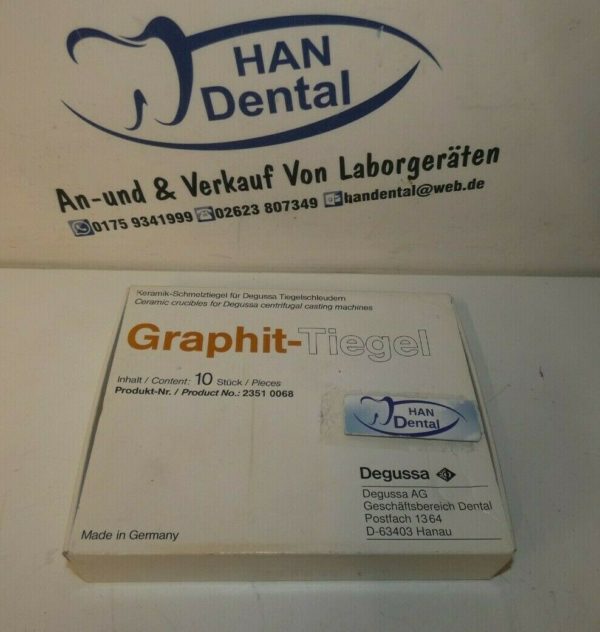 HAN
Dental
An-und & Verkauf Von Laborgeräten
0175 9341999 02623 807349 handental@web.de
Keramik-Schmelztiegel für Degussa Tiegelschleudern
Ceramic crucibles for Degussa centrifugal casting machines
Graphit-Tiegel
Inhalt / Content: 10 Stück / Pieces
Produkt-Nr. / Product No.: 2351 0068
HAN
Dental
Degussa
Degussa AG
Geschäftsbereich Dental
Postfach 1364
D-63403 Hanau
Made in Germany